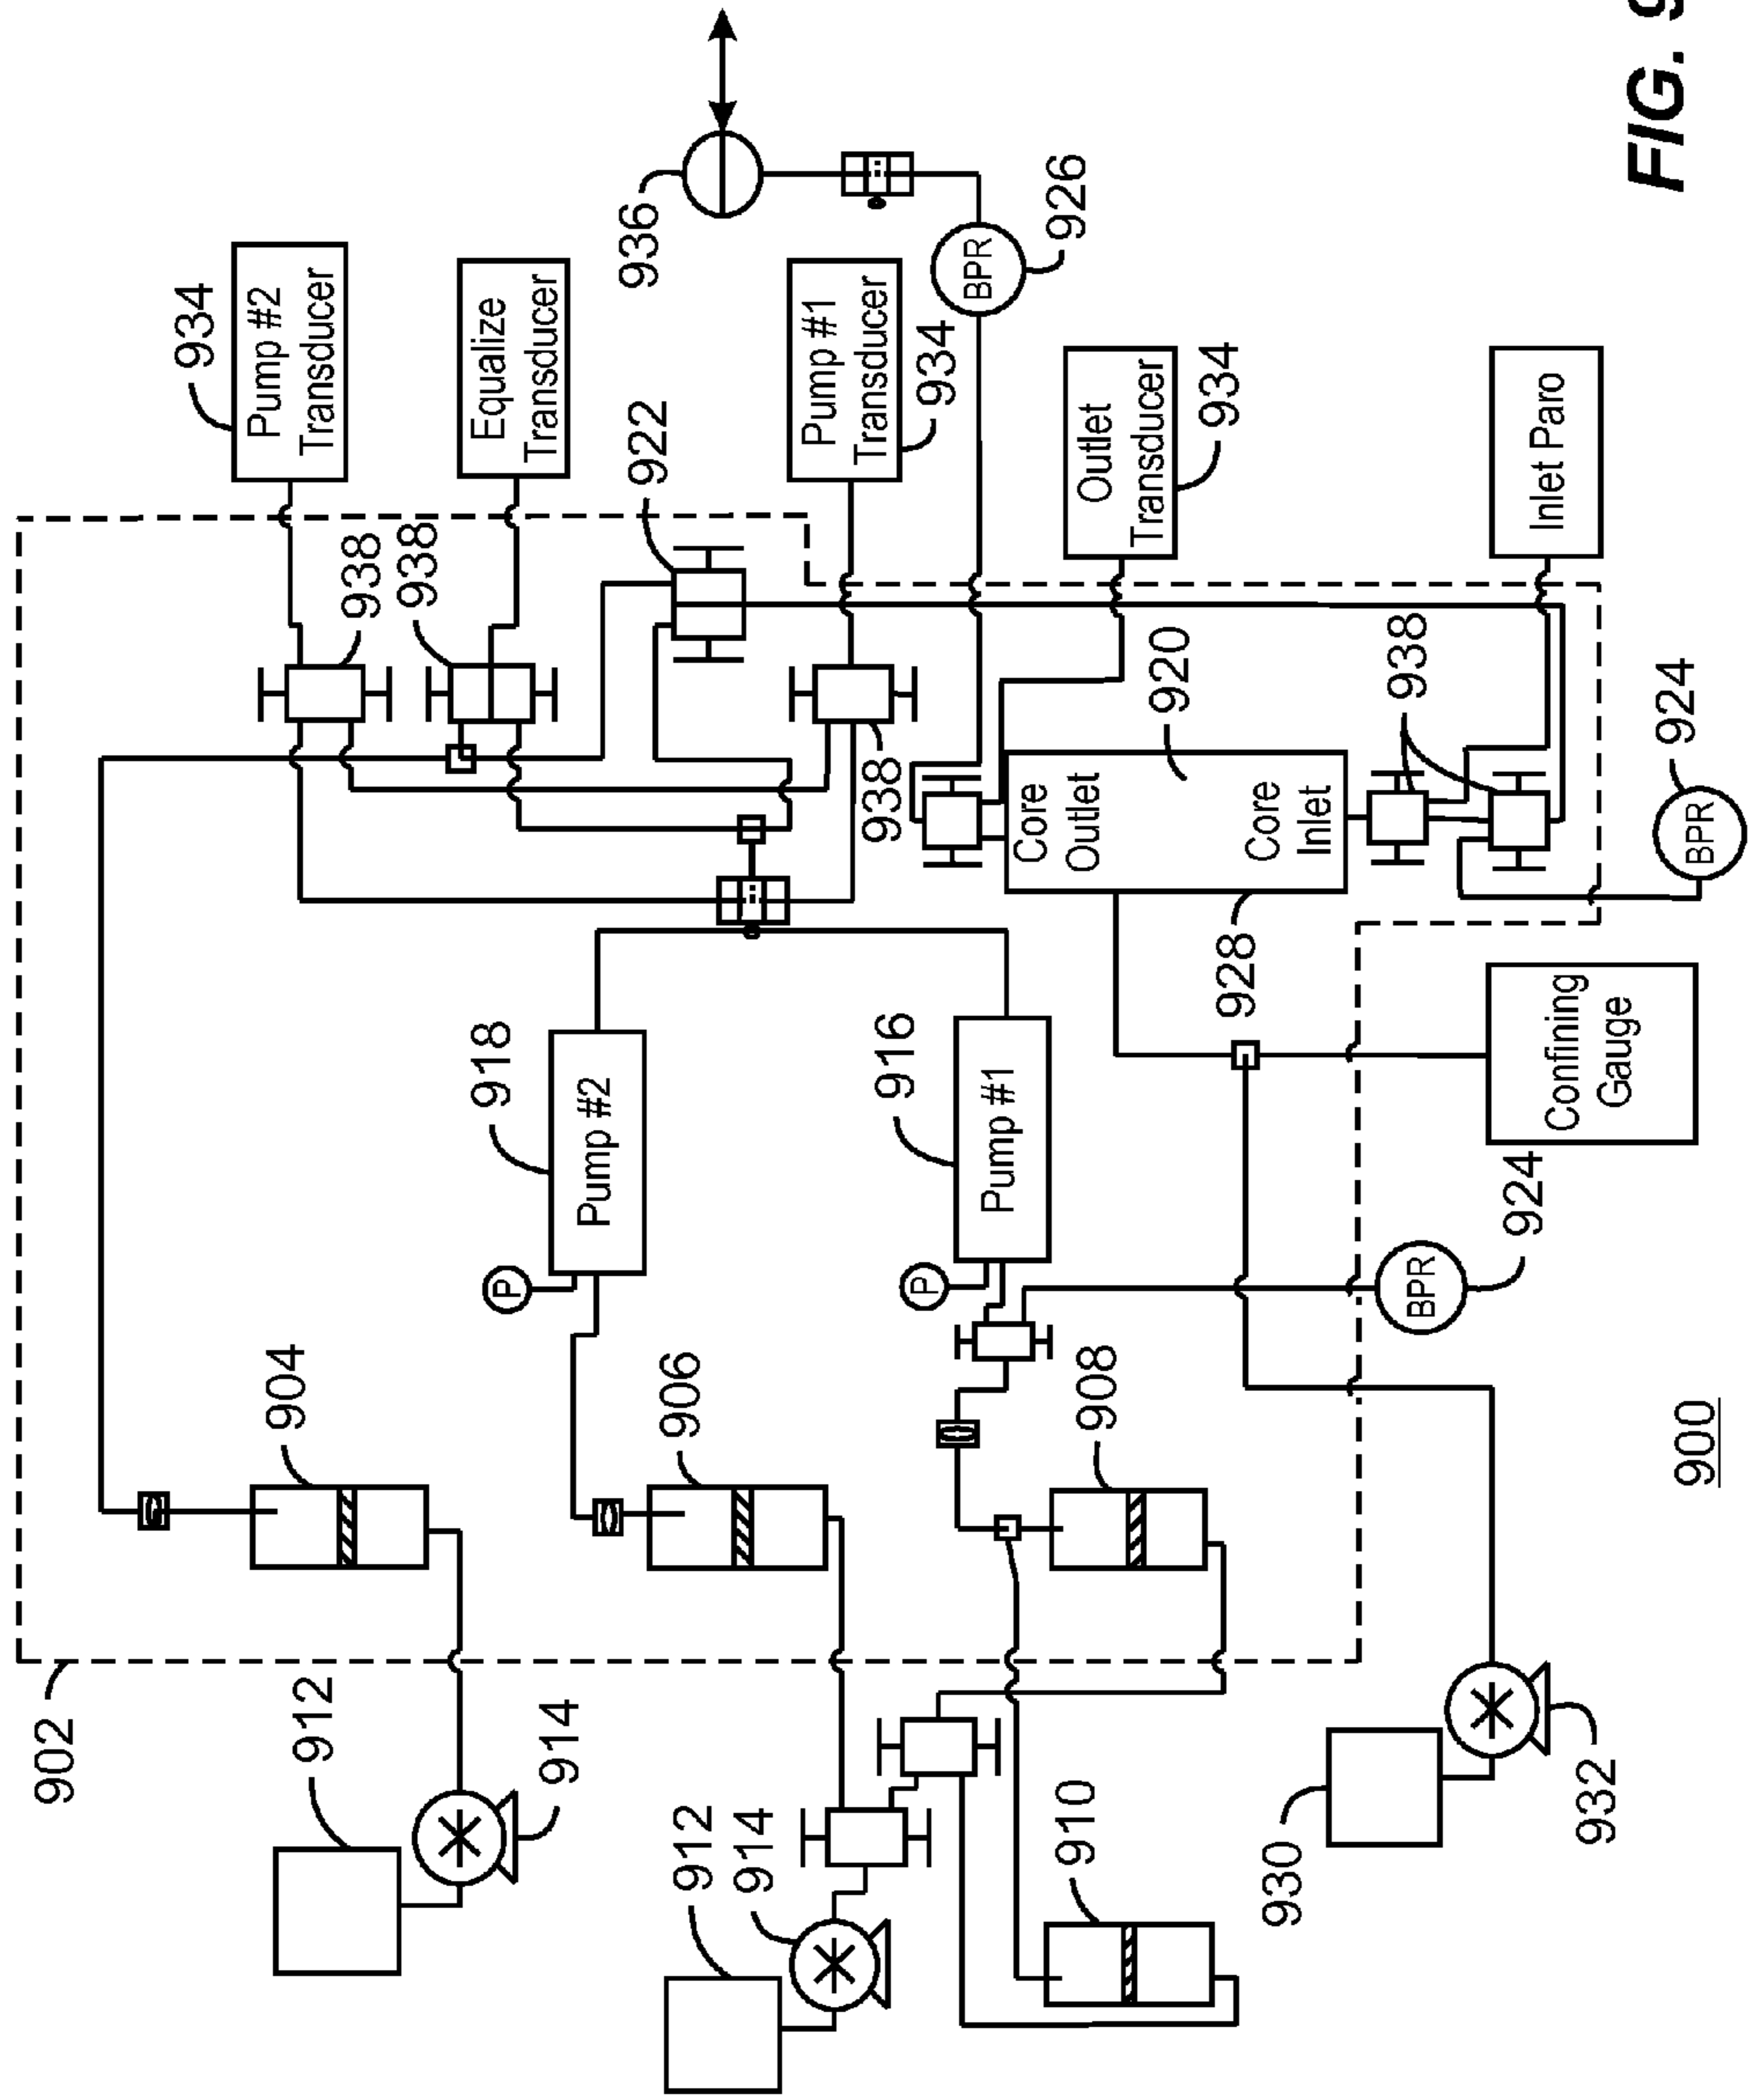 934
Pump #2
Transducer
Equalize
Transducer
936
938
938
922
Pump #1
Transducer
934
BPR
926
FIG. 9
Outlet
Transducer
934
920
938
Inlet Paro
938
Core
Outlet
Core
Inlet
924
BPR
918
Pump #2
P
916
Pump #1
P
928
Confining
Gauge
924
BPR
904
906
908
902
912
914
912
914
910
930
932
900